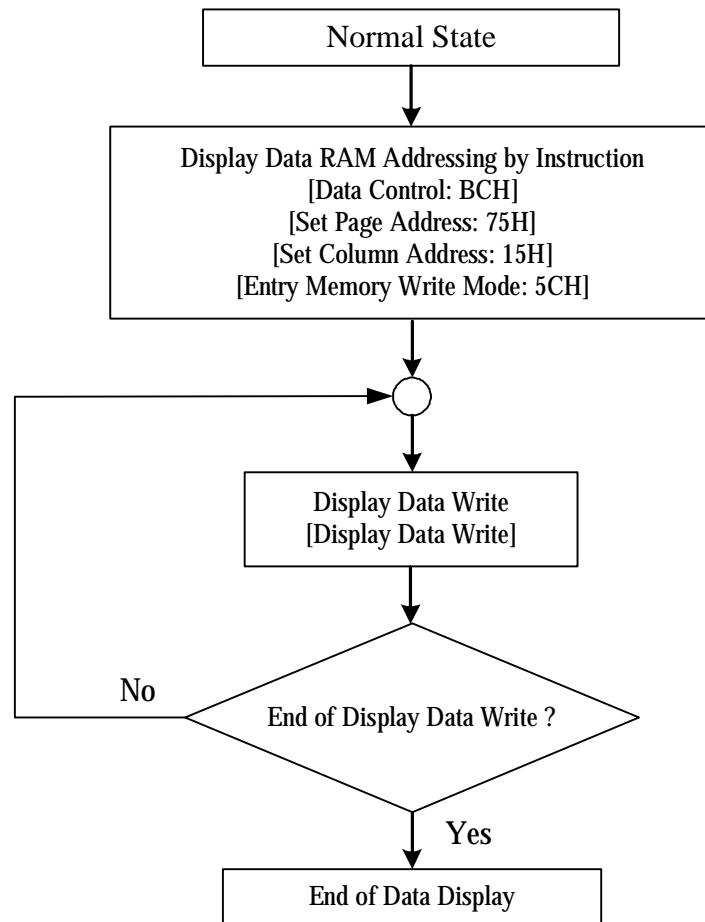 Normal State
Display Data RAM Addressing by Instruction
[Data Control: BCH]
[Set Page Address: 75H]
[Set Column Address: 15H]
[Entry Memory Write Mode: 5CH]
Display Data Write
[Display Data Write]
No
End of Display Data Write ?
Yes
End of Data Display